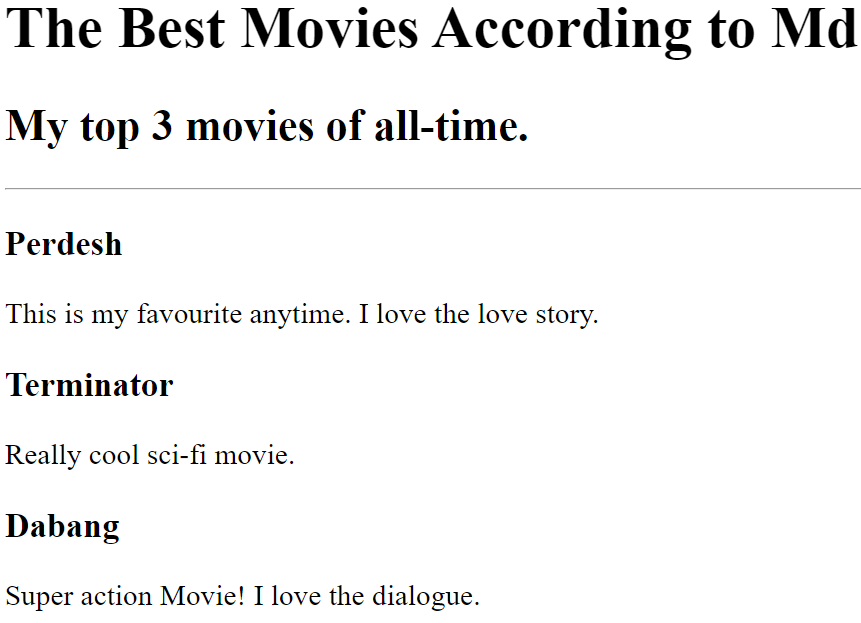 The Best Movies According to Md
My top 3 movies of all-time.
Perdesh
This is my favourite anytime. I love the love story.
Terminator
Really cool sci-fi movie.
Dabang
Super action Movie! I love the dialogue.